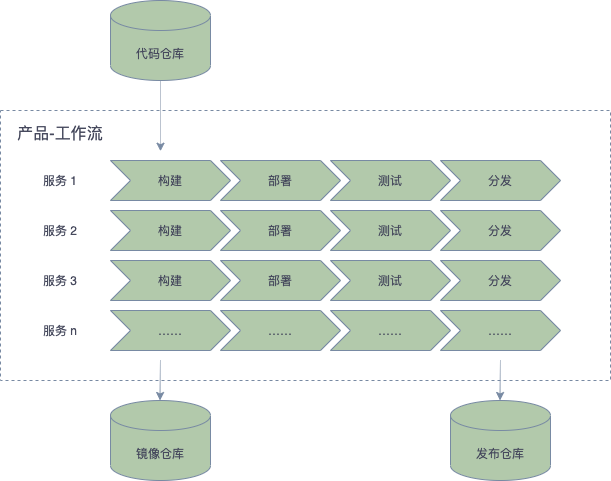 代码仓库
产品-工作流
服务 1 构建 部署 测试 分发
服务 2 构建 部署 测试 分发
服务 3 构建 部署 测试 分发
服务 n ...... ...... ...... ......
镜像仓库 发布仓库